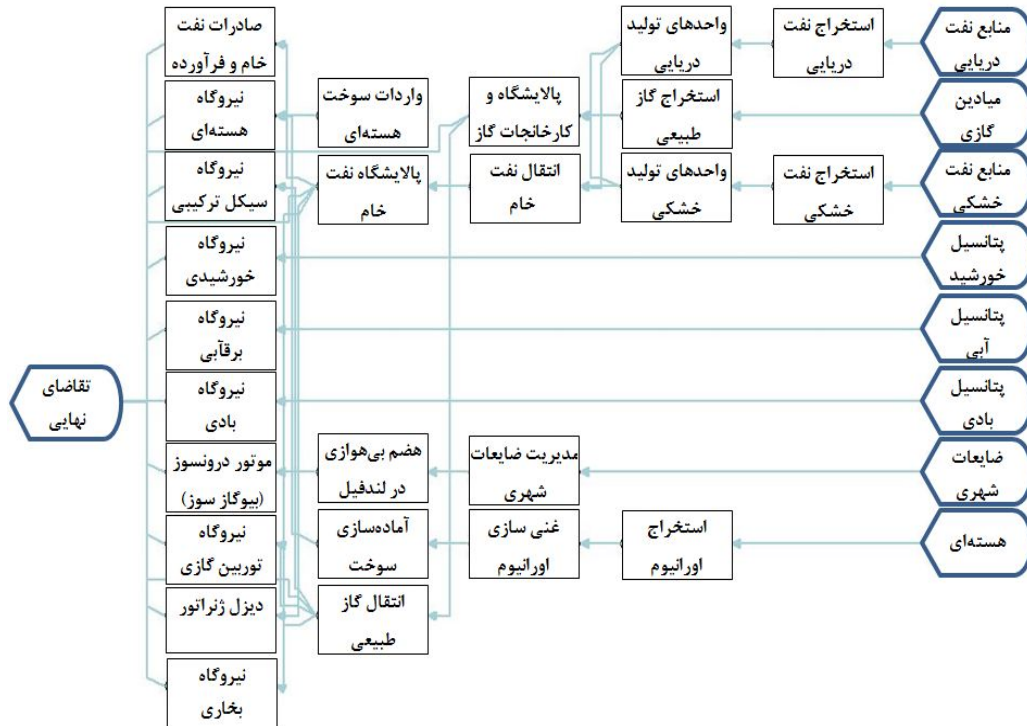 منابع نفت
دریایی
استخراج نفت
دریایی
واحدهای تولید
دریایی
صادرات نفت
خام و فرآورده
میادین
گازی
استخراج گاز
طبیعی
پالایشگاه و
کارخانجات گاز
واردات سوخت
هسته‌ای
نیروگاه
هسته‌ای
منابع نفت
خشکی
استخراج نفت
خشکی
واحدهای تولید
خشکی
انتقال نفت
خام
پالایشگاه نفت
خام
نیروگاه
سیکل ترکیبی
پتانسیل
خورشید
نیروگاه
خورشیدی
پتانسیل
آبی
نیروگاه
برقآبی
پتانسیل
بادی
نیروگاه
بادی
تقاضای
نهایی
ضایعات
شهری
مدیریت ضایعات
شهری
هضم بی‌هوازی
در لندفیل
موتور درونسوز
(بیوگاز سوز)
هسته‌ای
استخراج
اورانیوم
غنی سازی
اورانیوم
آماده‌سازی
سوخت
نیروگاه
توربین گازی
انتقال گاز
طبیعی
دیزل ژنراتور
نیروگاه
بخاری